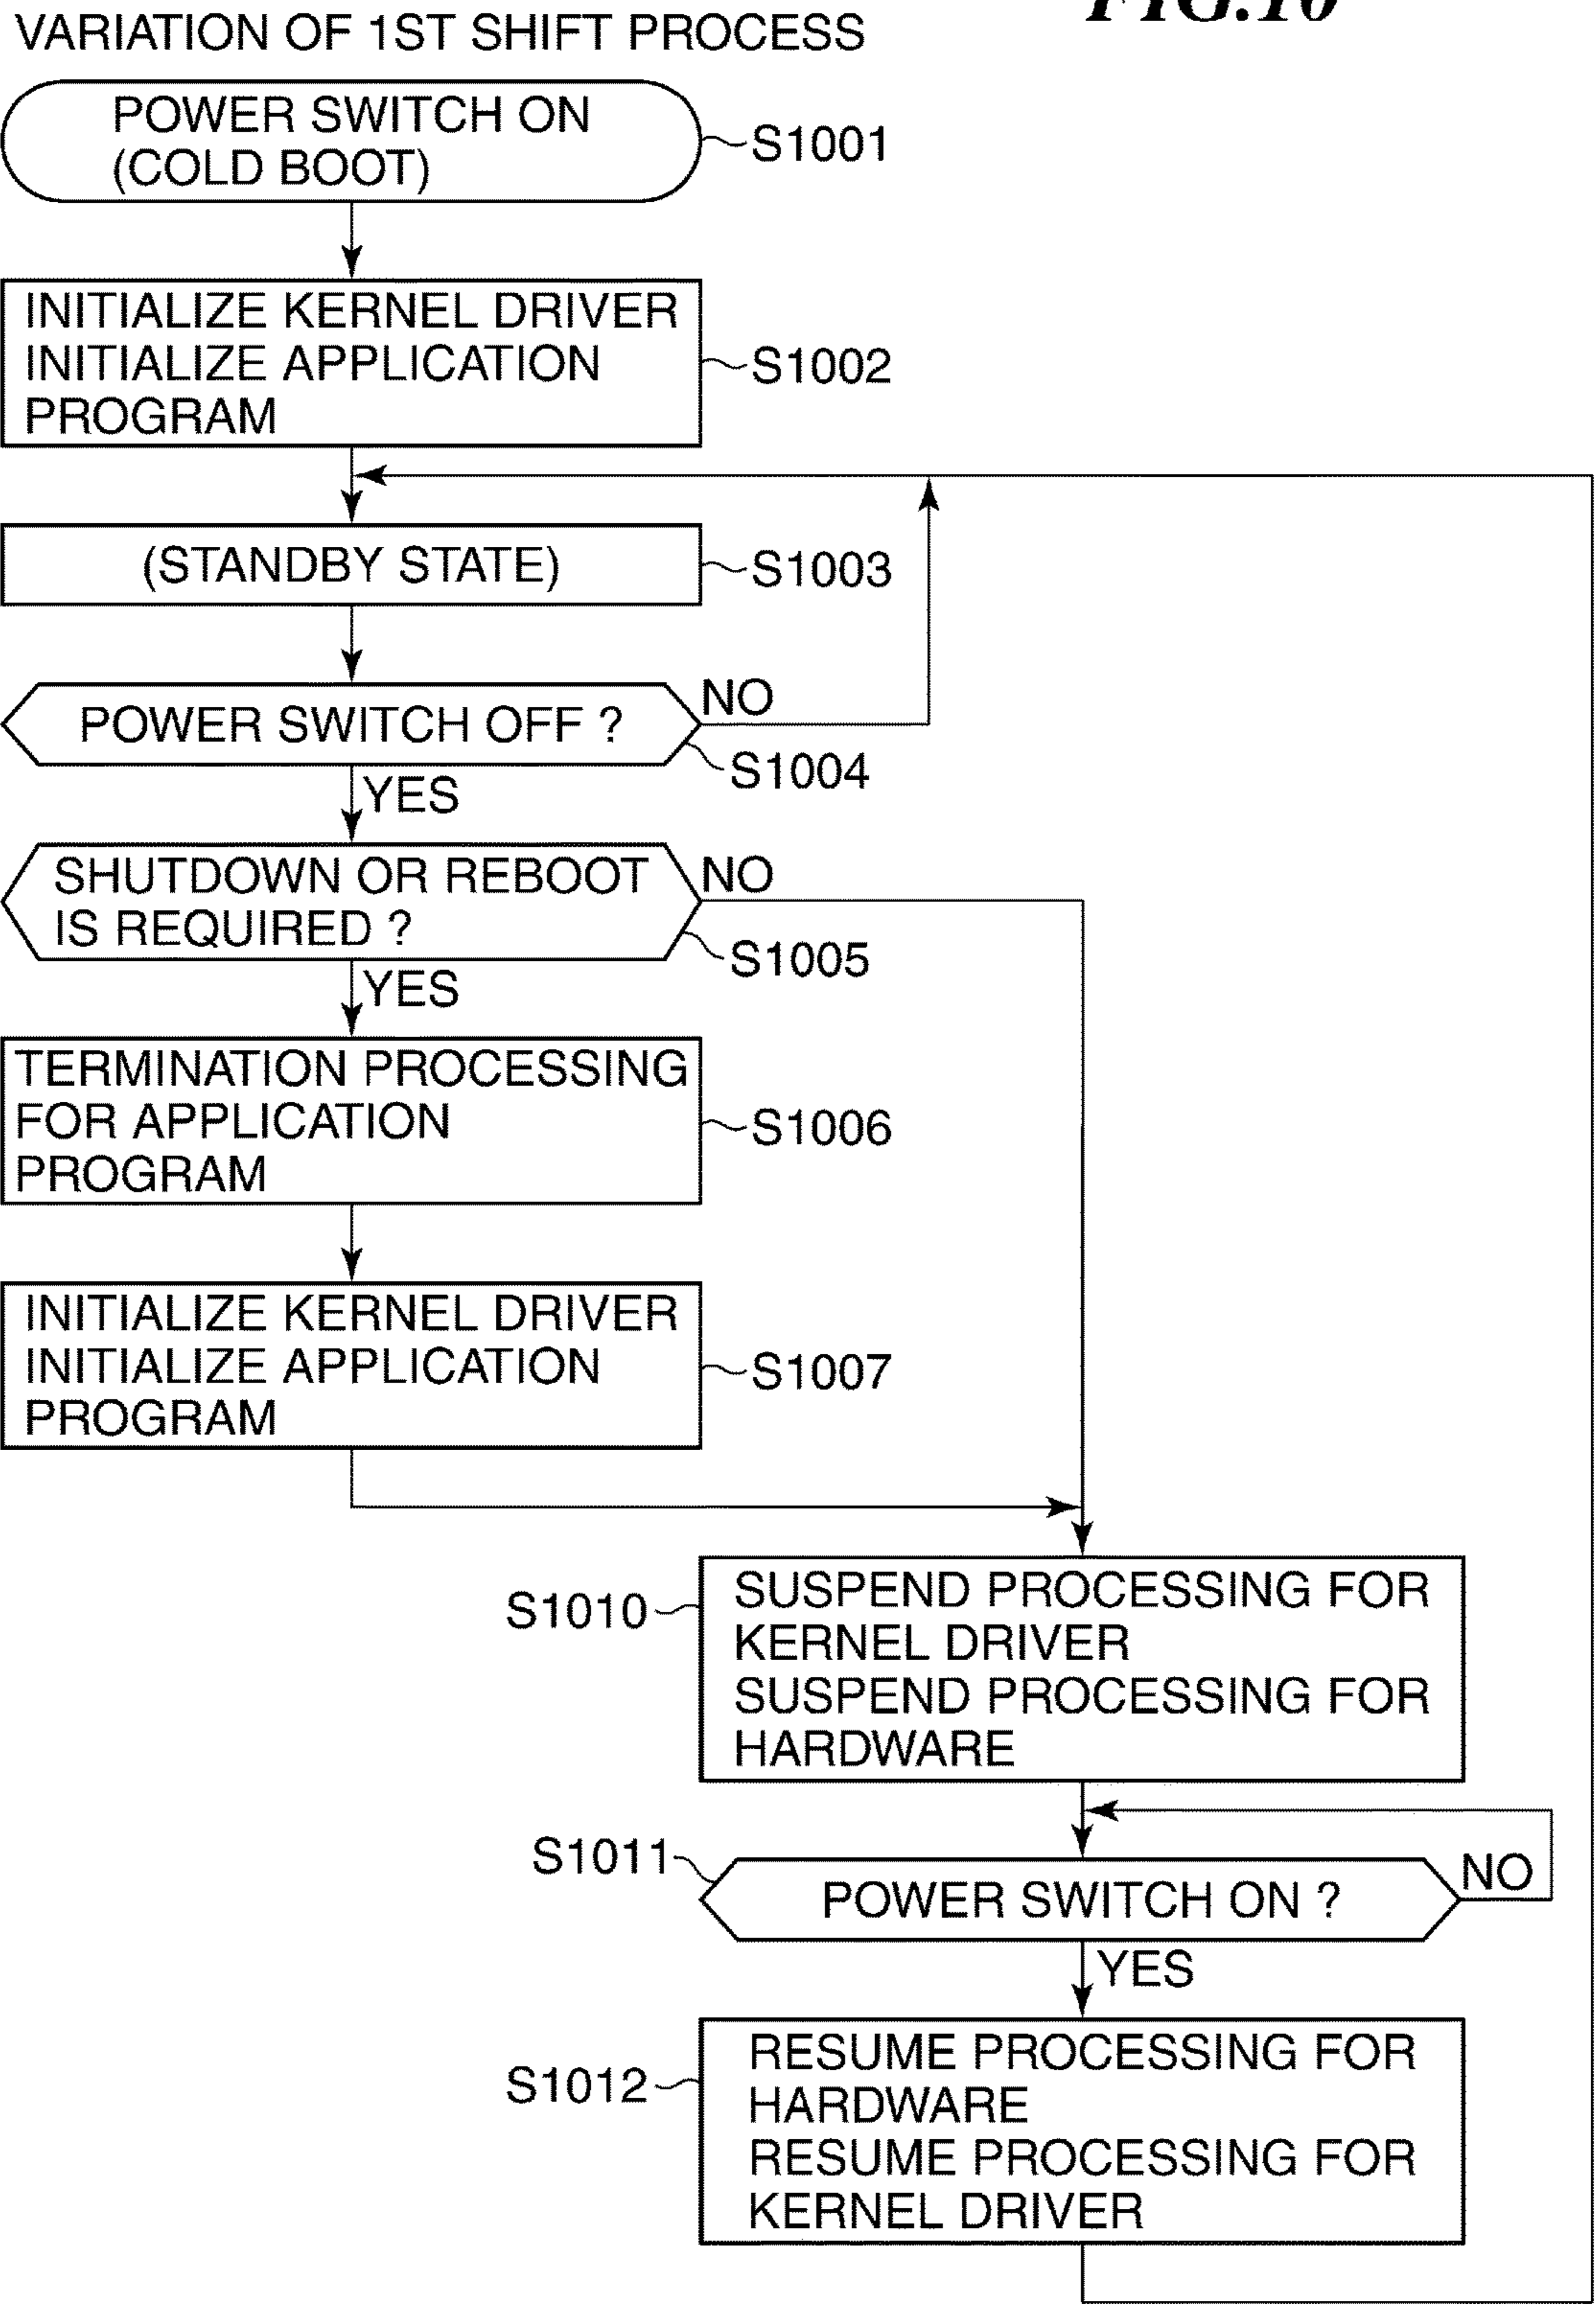 FIG.10
VARIATION OF 1ST SHIFT PROCESS
POWER SWITCH ON
(COLD BOOT)
S1001
INITIALIZE KERNEL DRIVER
INITIALIZE APPLICATION
PROGRAM
S1002
(STANDBY STATE)
S1003
POWER SWITCH OFF ?
NO
S1004
YES
SHUTDOWN OR REBOOT
IS REQUIRED ?
NO
S1005
YES
TERMINATION PROCESSING
FOR APPLICATION
PROGRAM
S1006
INITIALIZE KERNEL DRIVER
INITIALIZE APPLICATION
PROGRAM
S1007
S1010
SUSPEND PROCESSING FOR
KERNEL DRIVER
SUSPEND PROCESSING FOR
HARDWARE
S1011
POWER SWITCH ON ?
NO
YES
S1012
RESUME PROCESSING FOR
HARDWARE
RESUME PROCESSING FOR
KERNEL DRIVER